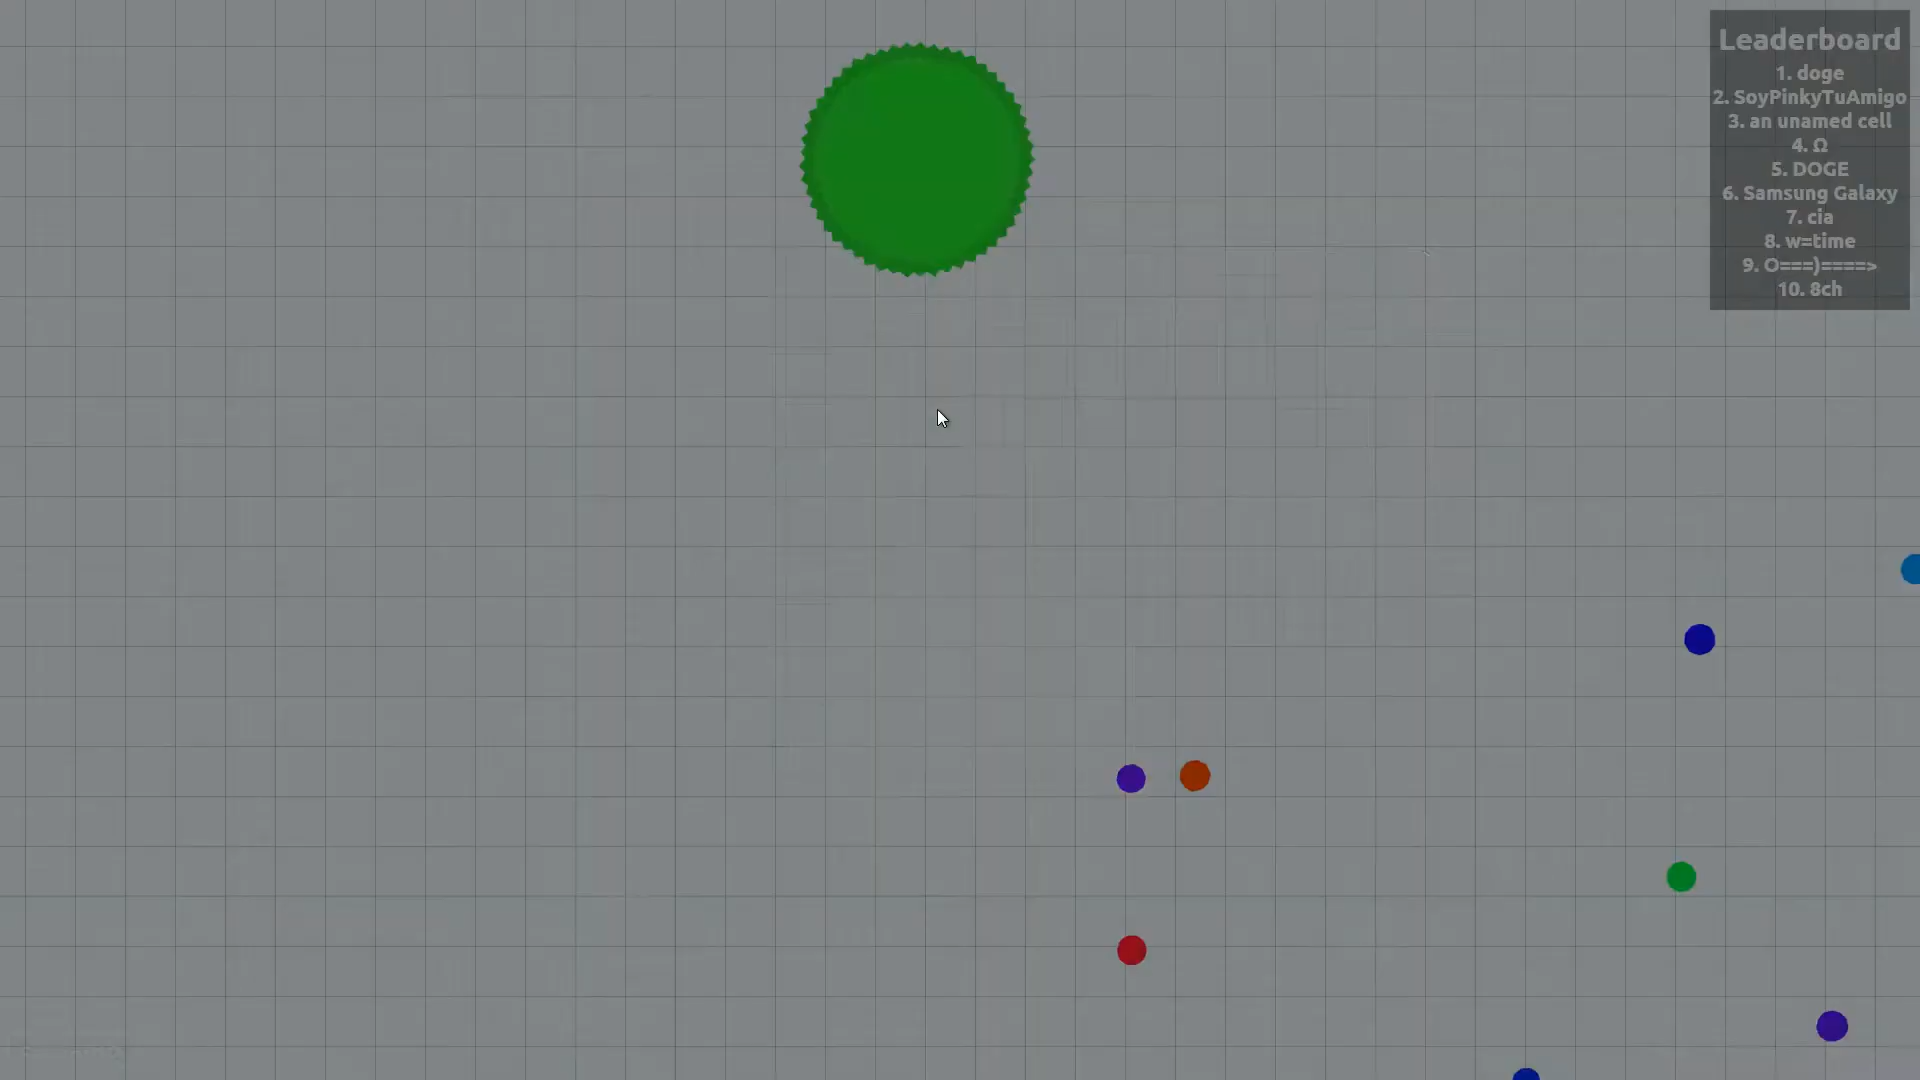 Leaderboard
1. doge
2. SoyPinkyTuAmigo
3. an unamed cell
4. Ω
5. DOGE
6. Samsung Galaxy
7. cia
8. w=time
9. O===)====>
10. 8ch